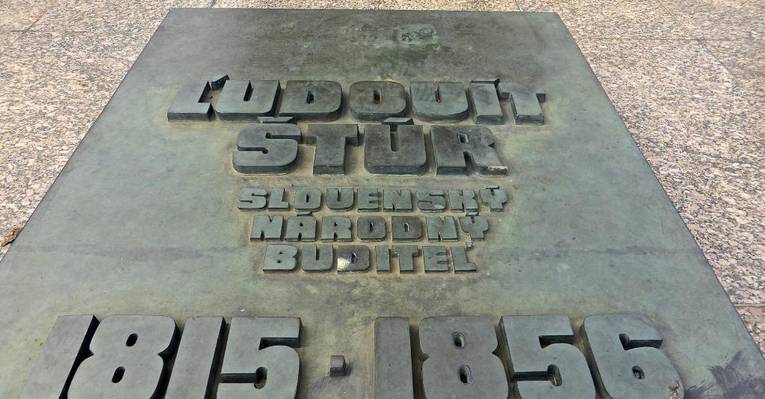 ĽUDOVÍT
ŠTÚR
SLOVENSKÝ
NÁRODNÝ
BUDITEĽ
1815 · 1856